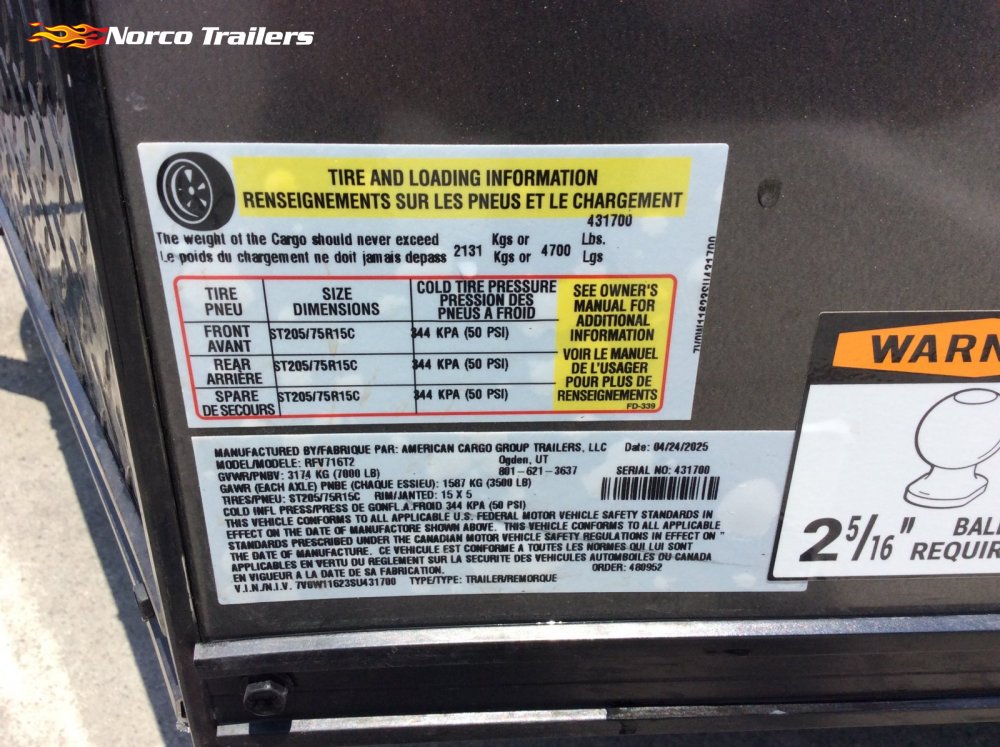 Norco Trailers
TIRE AND LOADING INFORMATION
RENSEIGNEMENTS SUR LES PNEUS ET LE CHARGEMENT
431700
The weight of the Cargo should never exceed 2131 Kgs or 4700 Lbs.
Le poids du chargement ne doit jamais depass Kgs or Lgs
TIRE PNEU SIZE DIMENSIONS COLD TIRE PRESSURE PRESSION DES PNEUS A FROID
FRONT AVANT ST205/75R15C 344 KPA (50 PSI)
REAR ARRIÈRE ST205/75R15C 344 KPA (50 PSI)
SPARE DE SECOURS ST205/75R15C 344 KPA (50 PSI)
SEE OWNER'S
MANUAL FOR
ADDITIONAL
INFORMATION
VOIR LE MANUEL
DE L'USAGER
POUR PLUS DE
RENSEIGNEMENTS
FD-339
7V0W11623SU431700
MANUFACTURED BY/FABRIQUE PAR: AMERICAN CARGO GROUP TRAILERS, LLC Date: 04/24/2025
MODEL/MODELE: RFV716T2 Ogden, UT
GVWR/PNBV: 3174 KG (7000 LB) 801-621-3637 SERIAL NO: 431700
GAWR (EACH AXLE) PNBE (CHAQUE ESSIEU): 1587 KG (3500 LB)
TIRES/PNEU: ST205/75R15C RIM/JANTED: 15 X 5
COLD INFL PRESS/PRESS DE GONFL.A.FROID 344 KPA (50 PSI)
THIS VEHICLE CONFORMS TO ALL APPLICABLE U.S. FEDERAL MOTOR VEHICLE SAFETY STANDARDS IN
EFFECT ON THE DATE OF MANUFACTORE SHOWN ABOVE. THIS VEHICLE CONFORMS TO ALL APPLICABLE
STANDARDS PRESCRIBED UNDER THE CANADIAN MOTOR VEHICLE SAFETY REGULATIONS IN EFFECT ON "
THE DATE OF MANUFACTURE. CE VEHICULE EST CONFORME A TOUTES LES NORMES QUI LUI SONT
APPLICABLES EN VERTU DU REGLEMENT SUR LA SECURITE DES VEHICULES AUTOMBOILES DU CANADA
EN VIGUEUR A LA DATE DE SA FABRICATION. ORDER: 480952
V.I.N./N.I.V. 7V0W11623SU431700 TYPE/TYPE: TRAILER/REMORQUE
WARN
2 5/16" BALL
REQUIR